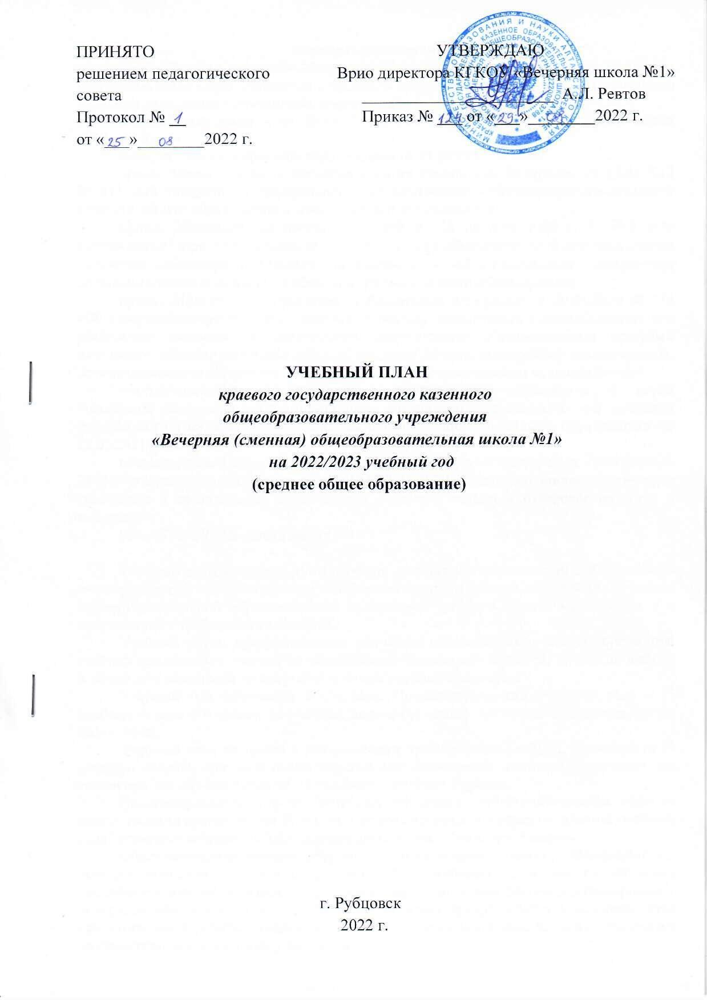 ПРИНЯТО
решением педагогического
совета
Протокол № 1
от «25» 08 2022 г.
УТВЕРЖДАЮ
Врио директора КГКОУ «Вечерняя школа №1»
А.Л. Ревтов
Приказ № 124 от «29» 2022 г.
УЧЕБНЫЙ ПЛАН
краевого государственного казенного
общеобразовательного учреждения
«Вечерняя (сменная) общеобразовательная школа №1»
на 2022/2023 учебный год
(среднее общее образование)
г. Рубцовск
2022 г.